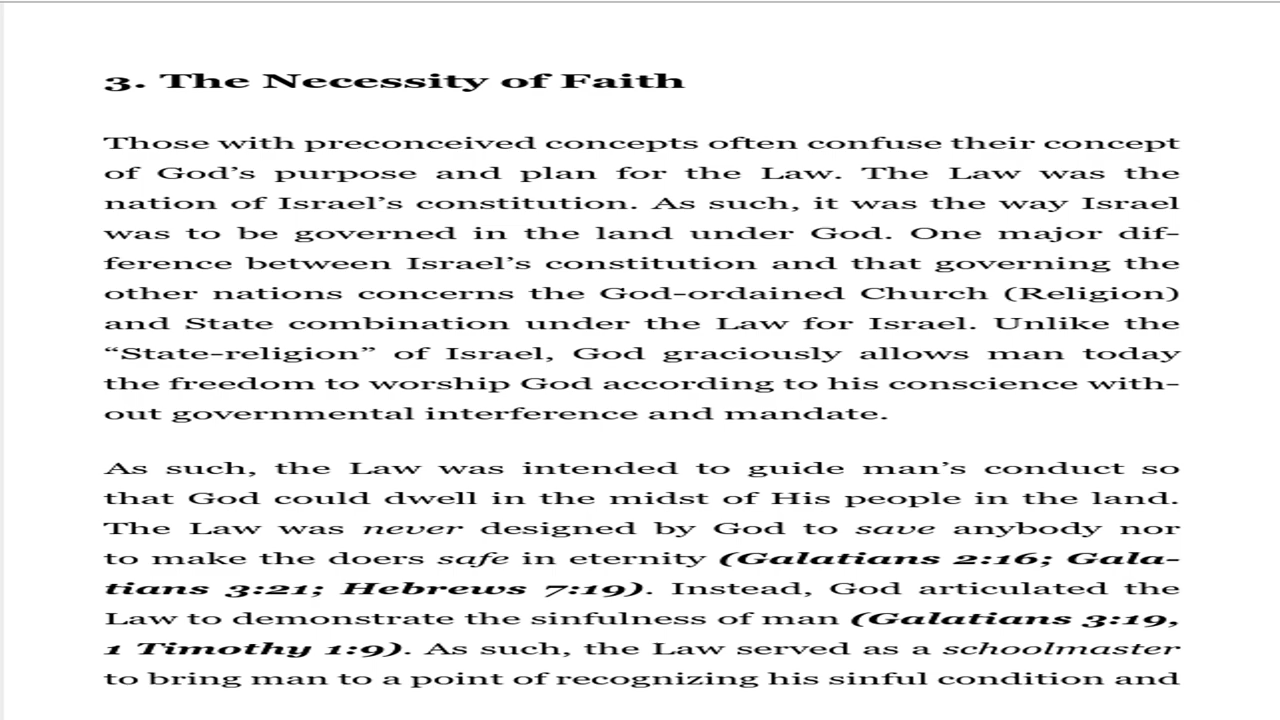 3. The Necessity of Faith
Those with preconceived concepts often confuse their concept
of God’s purpose and plan for the Law. The Law was the
nation of Israel’s constitution. As such, it was the way Israel
was to be governed in the land under God. One major dif-
ference between Israel’s constitution and that governing the
other nations concerns the God-ordained Church (Religion)
and State combination under the Law for Israel. Unlike the
“State-religion” of Israel, God graciously allows man today
the freedom to worship God according to his conscience with-
out governmental interference and mandate.
As such, the Law was intended to guide man’s conduct so
that God could dwell in the midst of His people in the land.
The Law was never designed by God to save anybody nor
to make the doers safe in eternity (Galatians 2:16; Gala-
tians 3:21; Hebrews 7:19). Instead, God articulated the
Law to demonstrate the sinfulness of man (Galatians 3:19,
1 Timothy 1:9). As such, the Law served as a schoolmaster
to bring man to a point of recognizing his sinful condition and